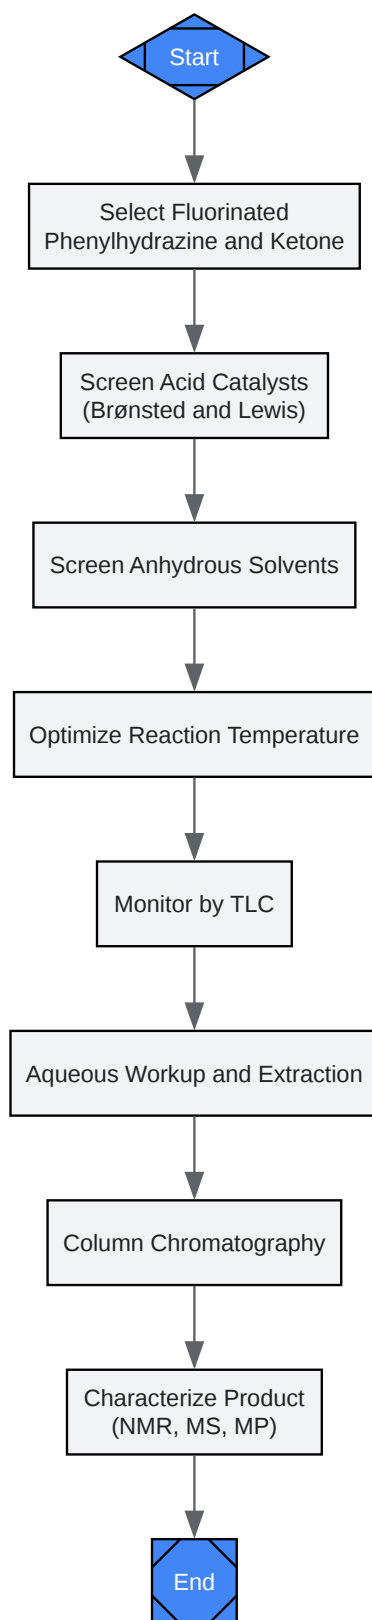 Start
Select Fluorinated
Phenylhydrazine and Ketone
Screen Acid Catalysts
(Brønsted and Lewis)
Screen Anhydrous Solvents
Optimize Reaction Temperature
Monitor by TLC
Aqueous Workup and Extraction
Column Chromatography
Characterize Product
(NMR, MS, MP)
End